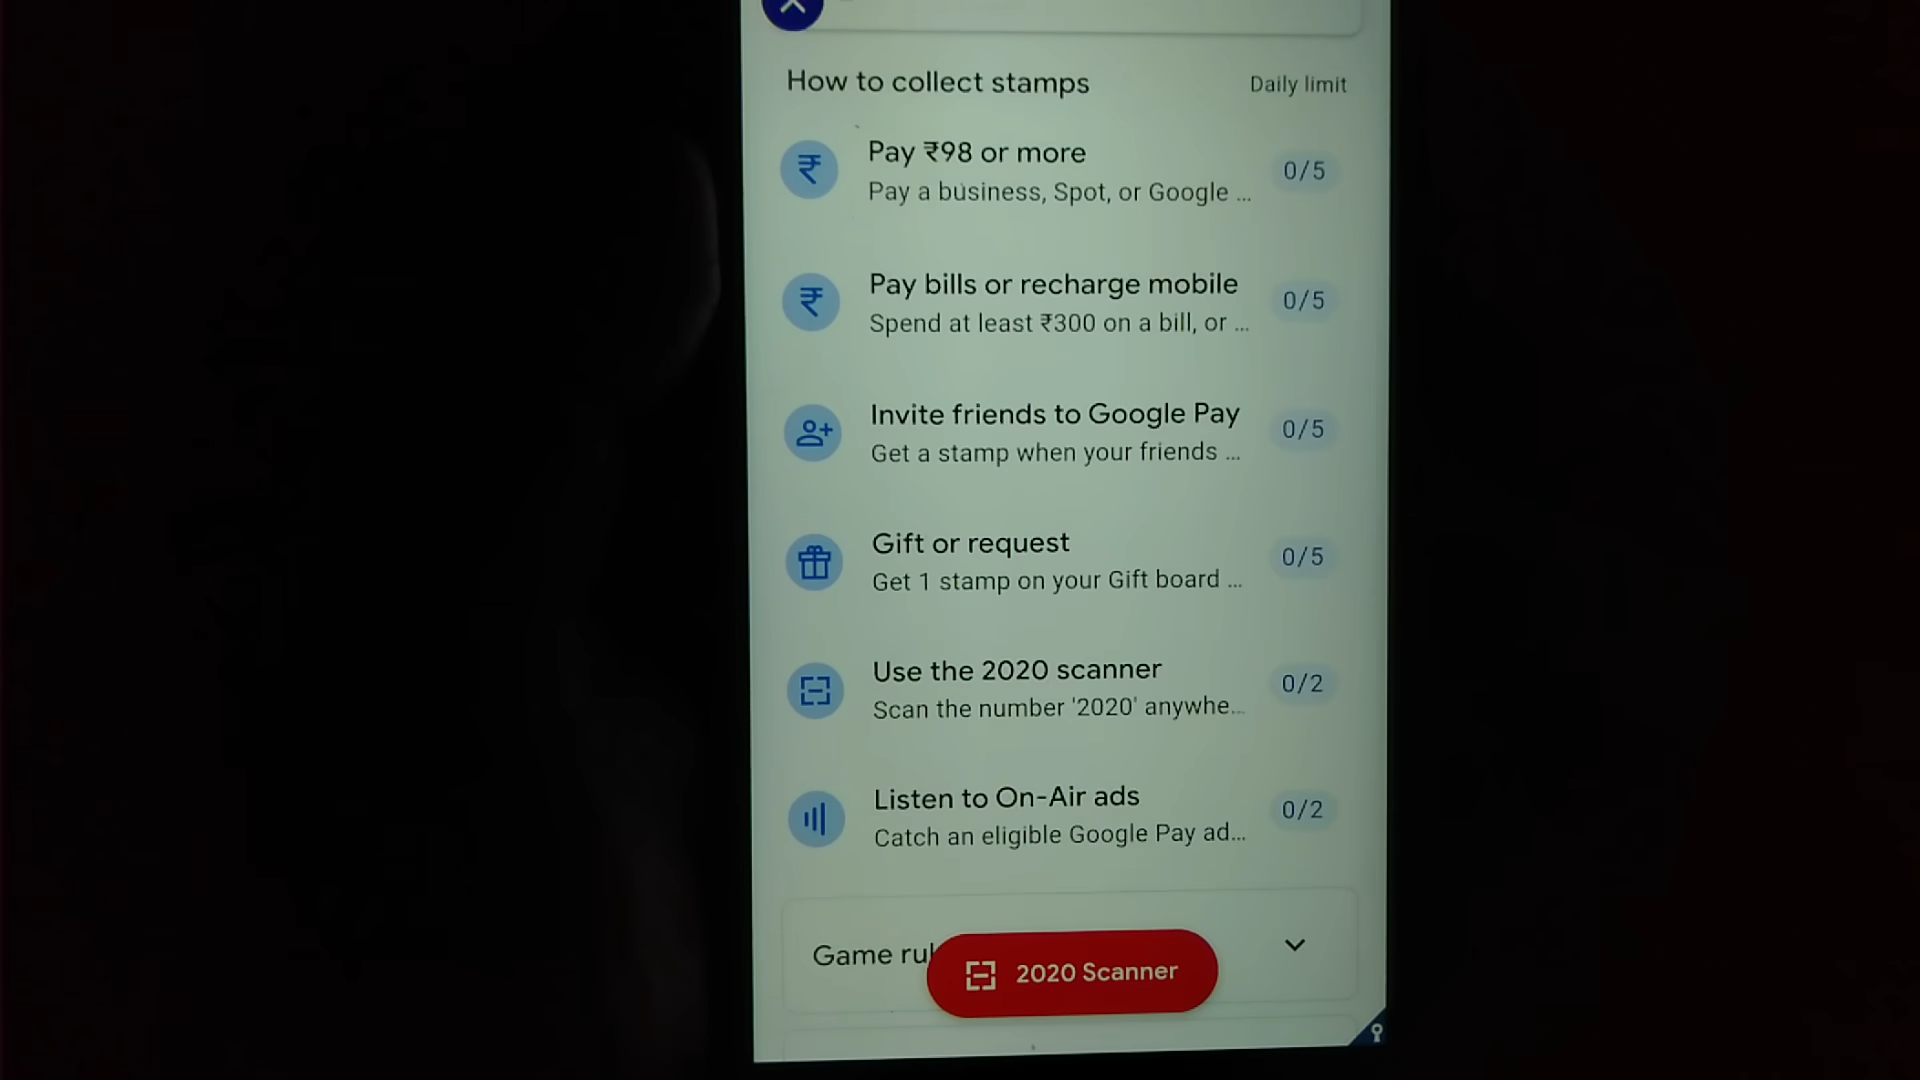 How to collect stamps
Daily limit
Pay ₹98 or more
Pay a business, Spot, or Google ...
0/5
Pay bills or recharge mobile
Spend at least ₹300 on a bill, or ...
0/5
Invite friends to Google Pay
Get a stamp when your friends ...
0/5
Gift or request
Get 1 stamp on your Gift board ...
0/5
Use the 2020 scanner
Scan the number '2020' anywhe...
0/2
Listen to On-Air ads
Catch an eligible Google Pay ad...
0/2
Game rul
2020 Scanner